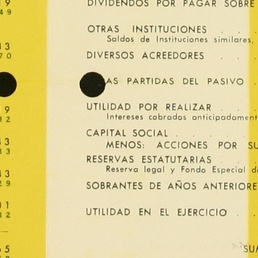 DIVIDENDOS POR PAGAR SOBRE
OTRAS INSTITUCIONES . .
Saldos de Instituciones similares,
DIVERSOS ACREEDORES . . .
AS PARTIDAS DEL PASIVO .
UTILIDAD POR REALIZAR . .
Intereses cobrados anticipadament
CAPITAL SOCIAL . . . .
MENOS: ACCIONES POR SU
RESERVAS ESTATUTARIAS . .
Reserva legal y Fondo Especial d
SOBRANTES DE AÑOS ANTERIORE
UTILIDAD EN EL EJERCICIO . .
SUM